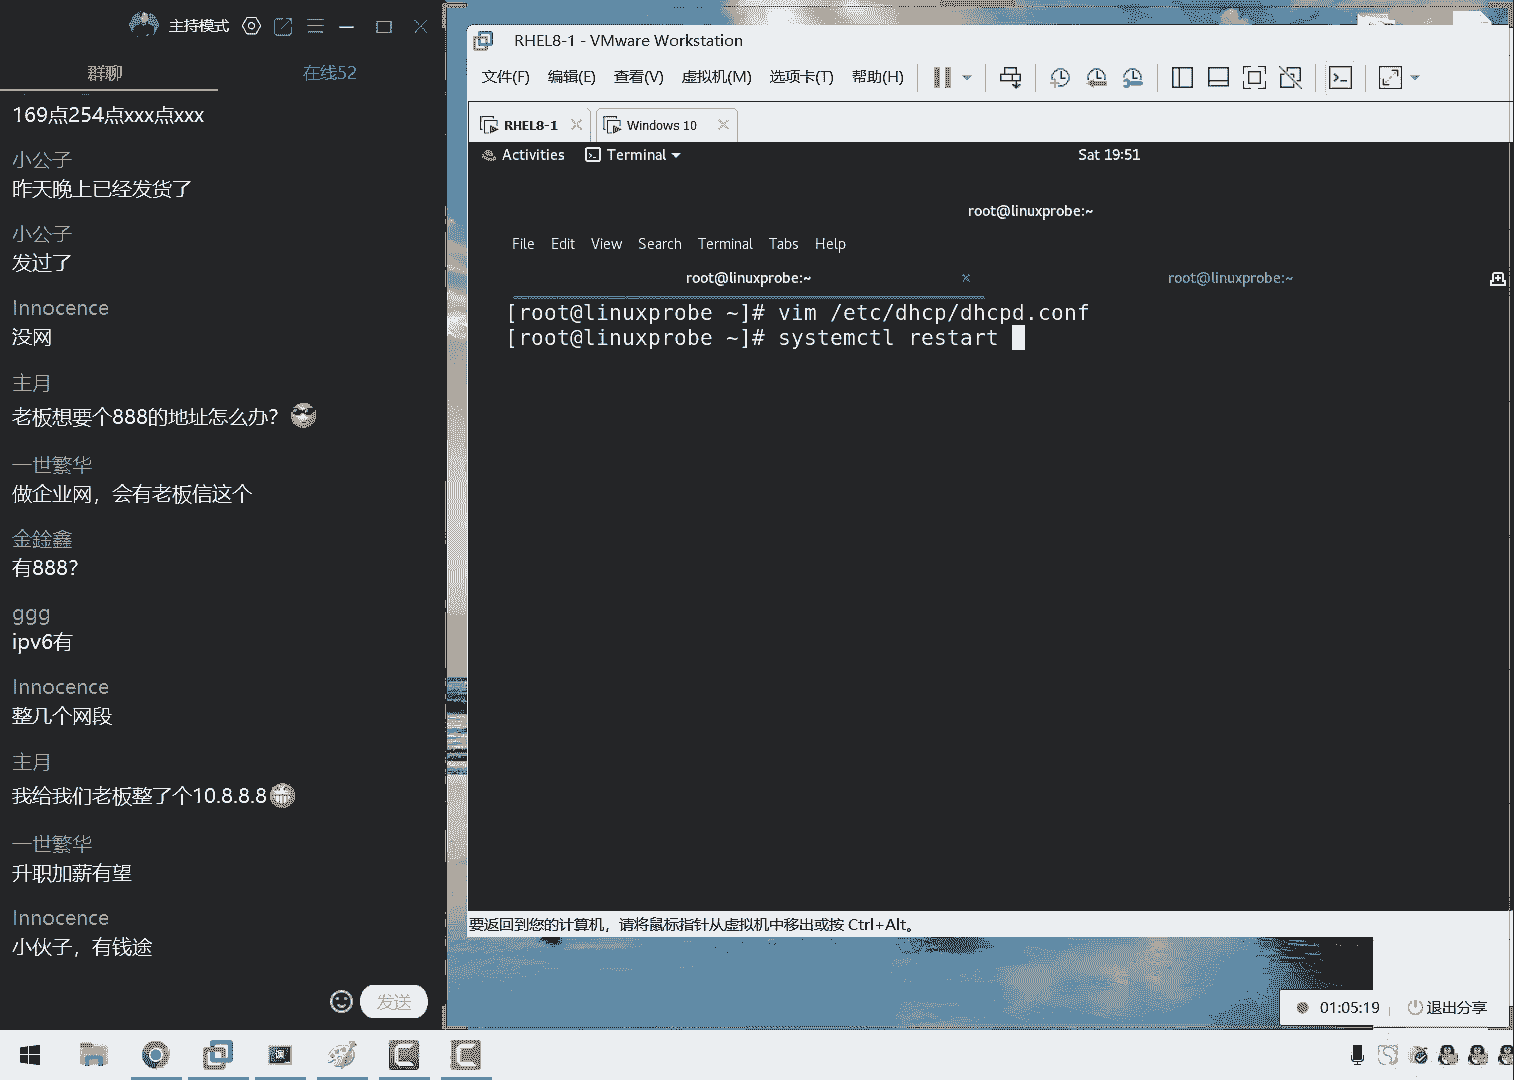 主持模式
群聊
在线52
169点254点xxx点xxx
小公子
昨天晚上已经发货了
小公子
发过了
Innocence
没网
主月
老板想要个888的地址怎么办？
一世繁华
做企业网，会有老板信这个
金銓鑫
有888？
ggg
ipv6有
Innocence
整几个网段
主月
我给我们老板整了个10.8.8.8
一世繁华
升职加薪有望
Innocence
小伙子，有钱途
发送
RHEL8-1 - VMware Workstation
文件(F) 编辑(E) 查看(V) 虚拟机(M) 选项卡(T) 帮助(H)
RHEL8-1
Windows 10
Activities
Terminal
Sat 19:51
root@linuxprobe:~
File Edit View Search Terminal Tabs Help
root@linuxprobe:~
root@linuxprobe:~
[root@linuxprobe ~]# vim /etc/dhcp/dhcpd.conf
[root@linuxprobe ~]# systemctl restart
要返回到您的计算机，请将鼠标指针从虚拟机中移出或按 Ctrl+Alt。
01:05:19
退出分享